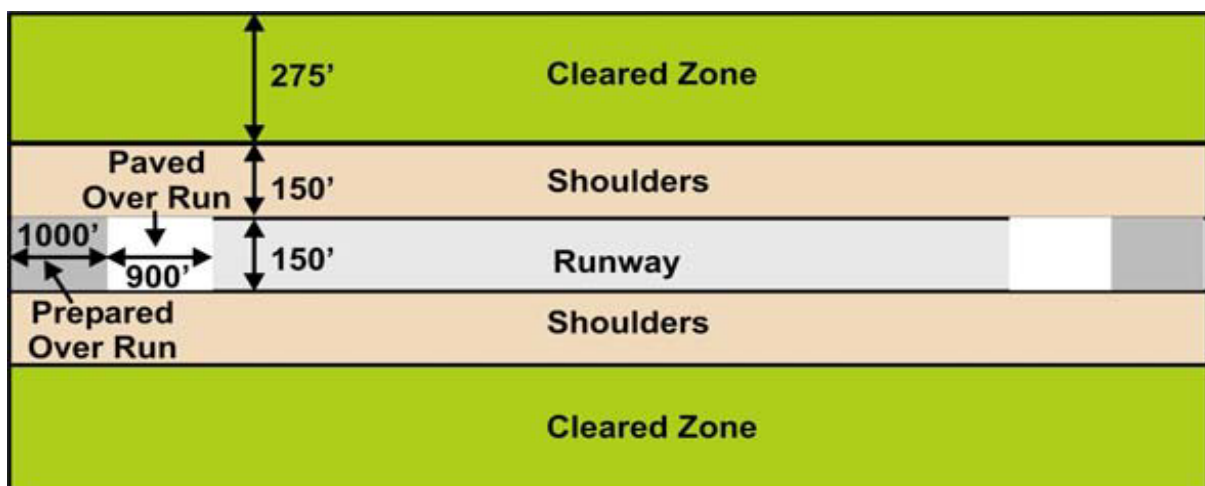 275’
Cleared Zone
Paved
Over Run
150’
Shoulders
1000’
900’
150’
Runway
Prepared
Over Run
Shoulders
Cleared Zone